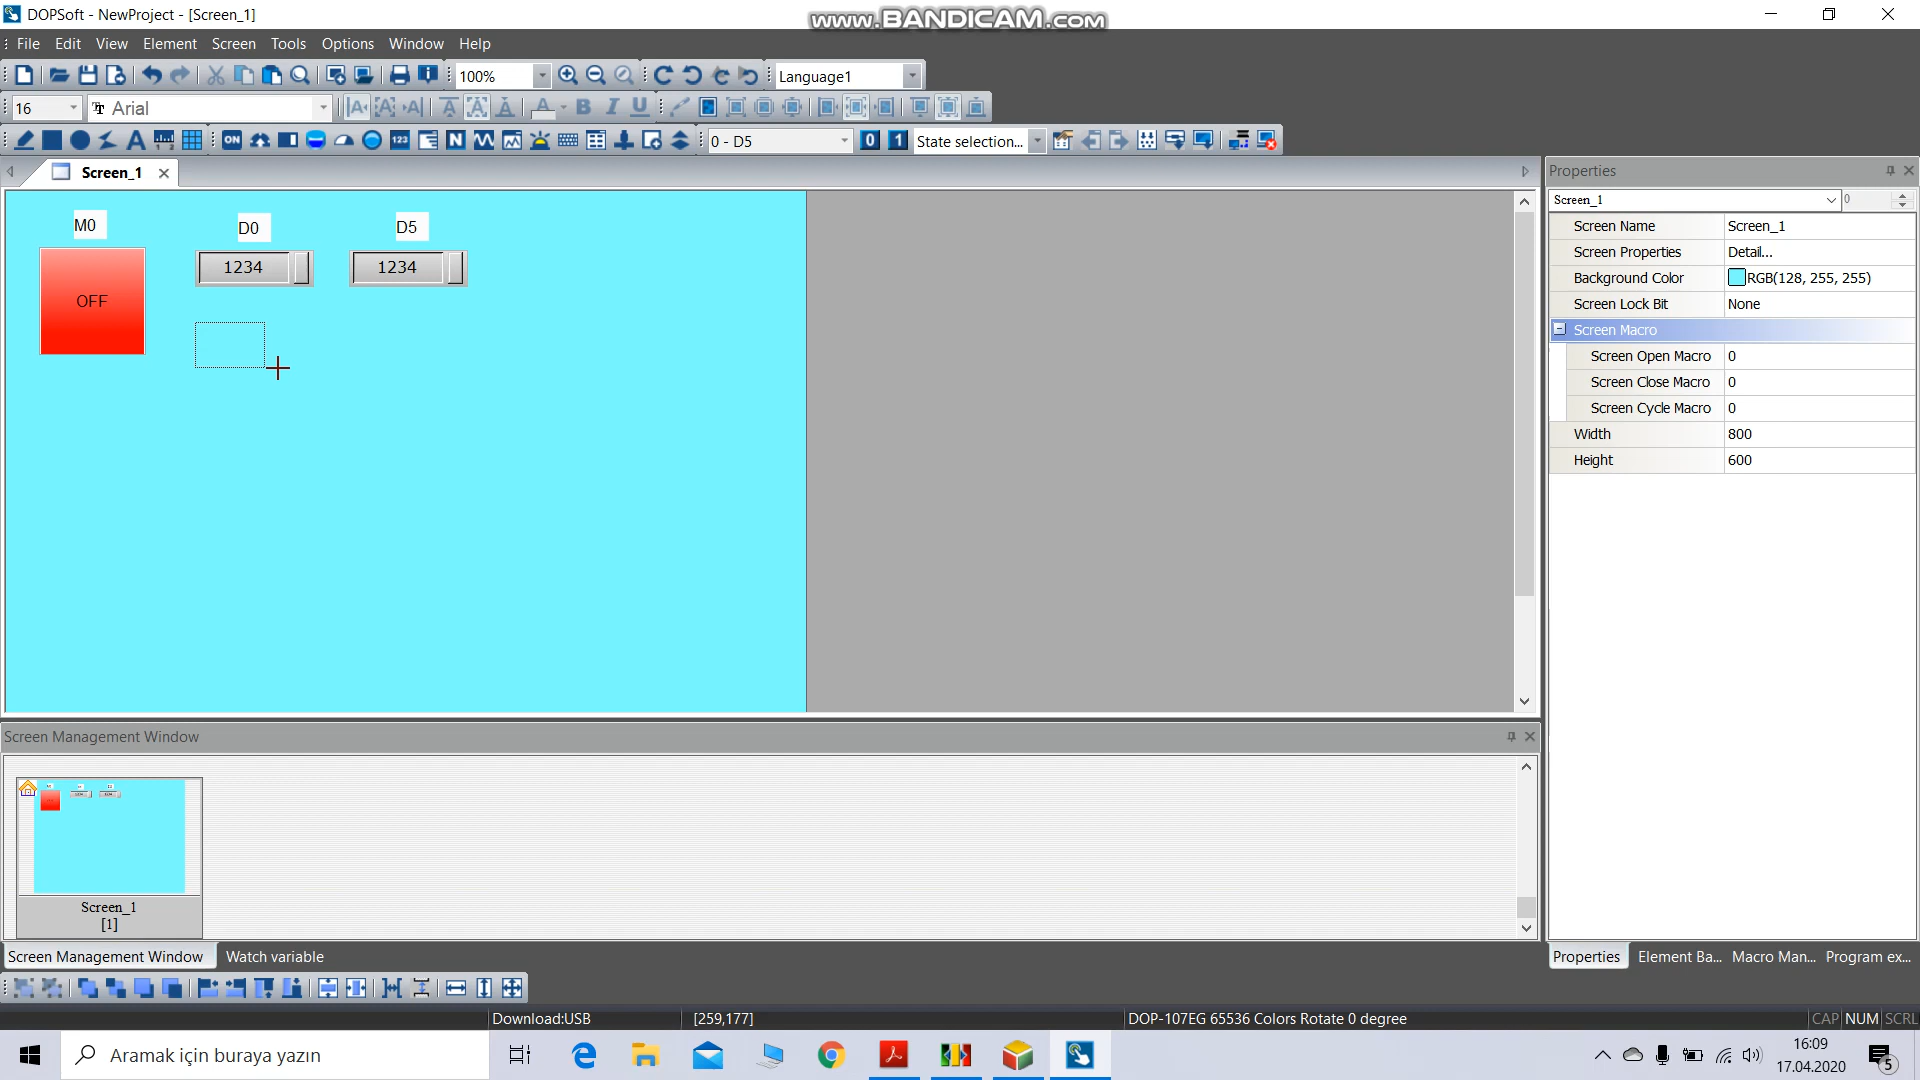 DOPSoft - NewProject - [Screen_1]
www.BANDICAM.com
File Edit View Element Screen Tools Options Window Help
100%
Language1
16
Arial
ON
123
N
0 - D5
0
1
State selection...
Screen_1
M0
D0
D5
1234
1234
OFF
Properties
Screen_1
0
Screen Name Screen_1
Screen Properties Detail...
Background Color RGB(128, 255, 255)
Screen Lock Bit None
Screen Macro
Screen Open Macro 0
Screen Close Macro 0
Screen Cycle Macro 0
Width 800
Height 600
Screen Management Window
Screen_1
[1]
Screen Management Window
Watch variable
Properties
Element Ba...
Macro Man...
Program ex...
Download:USB
[259,177]
DOP-107EG 65536 Colors Rotate 0 degree
CAP NUM SCRL
Aramak için buraya yazın
16:09
17.04.2020
5